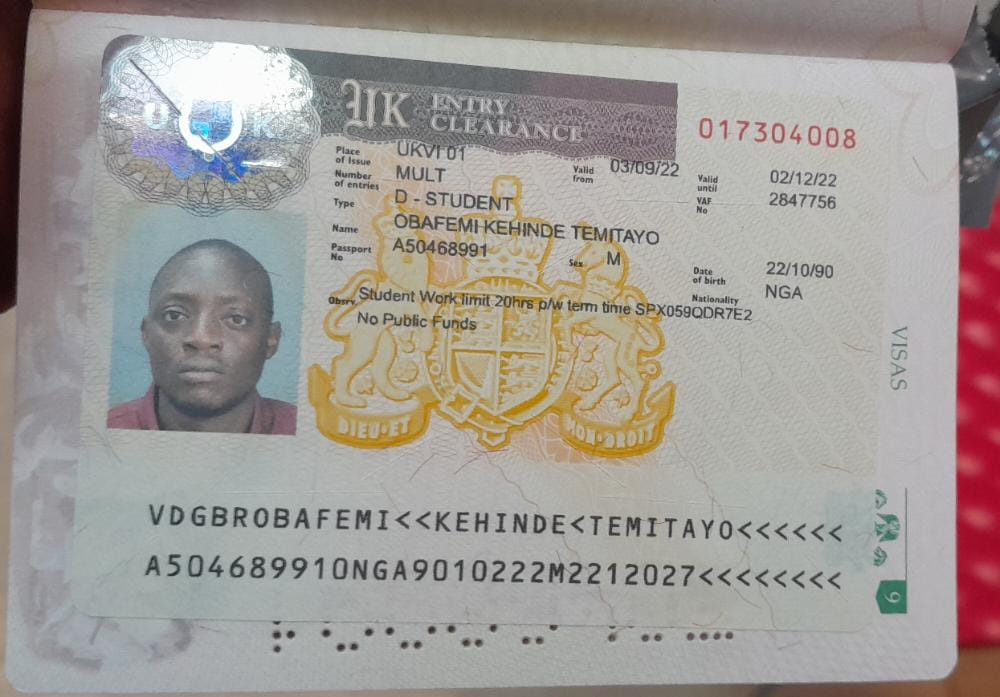 UK
UK ENTRY CLEARANCE
017304008
Place of Issue UKVI 01 Valid from 03/09/22 Valid until 02/12/22
Number of entries MULT VAF No 2847756
Type D - STUDENT
Name OBAFEMI KEHINDE TEMITAYO
Passport No A50468991 Sex M Date of birth 22/10/90
Nationality NGA
Obsrv Student Work limit 20hrs p/w term time SPX059QDR7E2
No Public Funds
DIEU·ET MON·DROIT
VISAS
VDGBROBAFEMI<<KEHINDE<TEMITAYO<<<<<<
A504689910NGA9010222M2212027<<<<<<<<
9